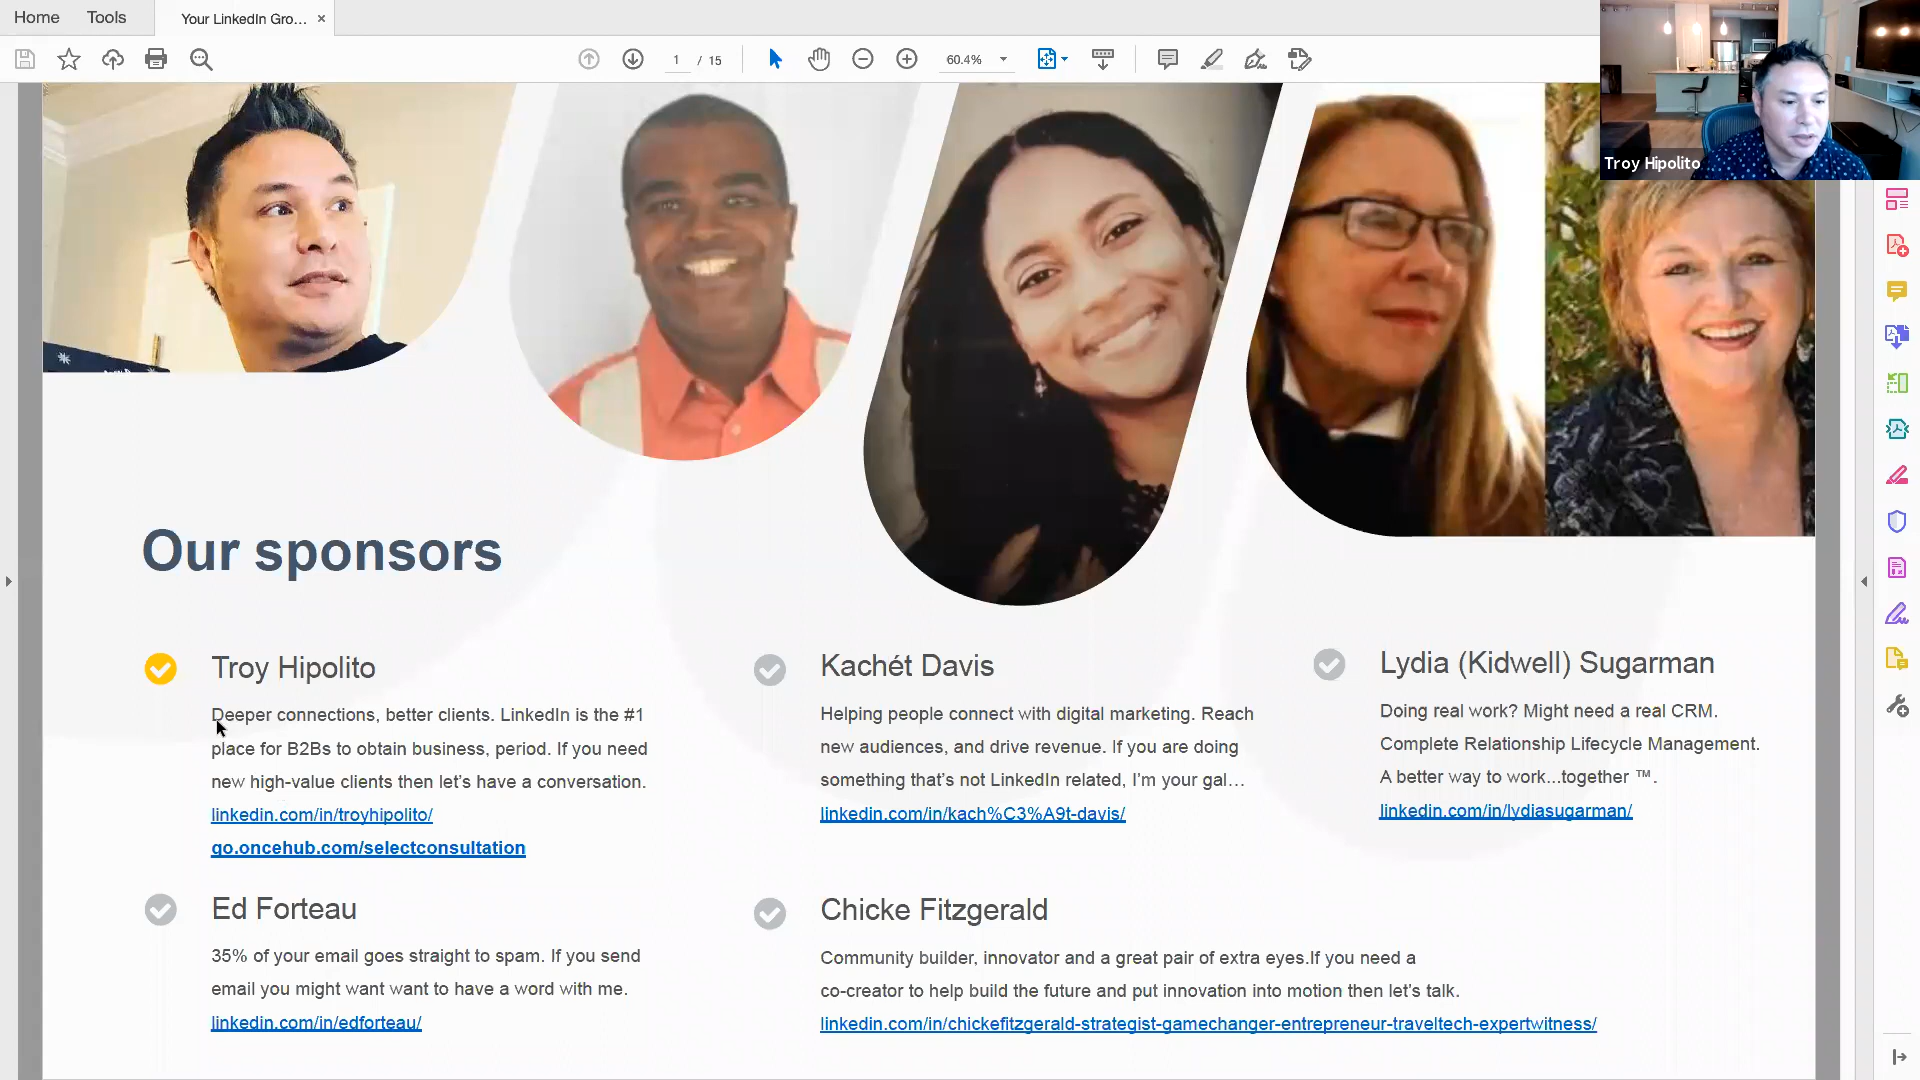 Home
Tools
Your LinkedIn Gro... ×
1 / 15
60.4%
Troy Hipolito
Our sponsors
Troy Hipolito
Deeper connections, better clients. LinkedIn is the #1
place for B2Bs to obtain business, period. If you need
new high-value clients then let's have a conversation.
linkedin.com/in/troyhipolito/
go.oncehub.com/selectconsultation
Kachét Davis
Helping people connect with digital marketing. Reach
new audiences, and drive revenue. If you are doing
something that's not LinkedIn related, I'm your gal…
linkedin.com/in/kach%C3%A9t-davis/
Lydia (Kidwell) Sugarman
Doing real work? Might need a real CRM.
Complete Relationship Lifecycle Management.
A better way to work...together ™.
linkedin.com/in/lydiasugarman/
Ed Forteau
35% of your email goes straight to spam. If you send
email you might want want to have a word with me.
linkedin.com/in/edforteau/
Chicke Fitzgerald
Community builder, innovator and a great pair of extra eyes.If you need a
co-creator to help build the future and put innovation into motion then let's talk.
linkedin.com/in/chickefitzgerald-strategist-gamechanger-entrepreneur-traveltech-expertwitness/